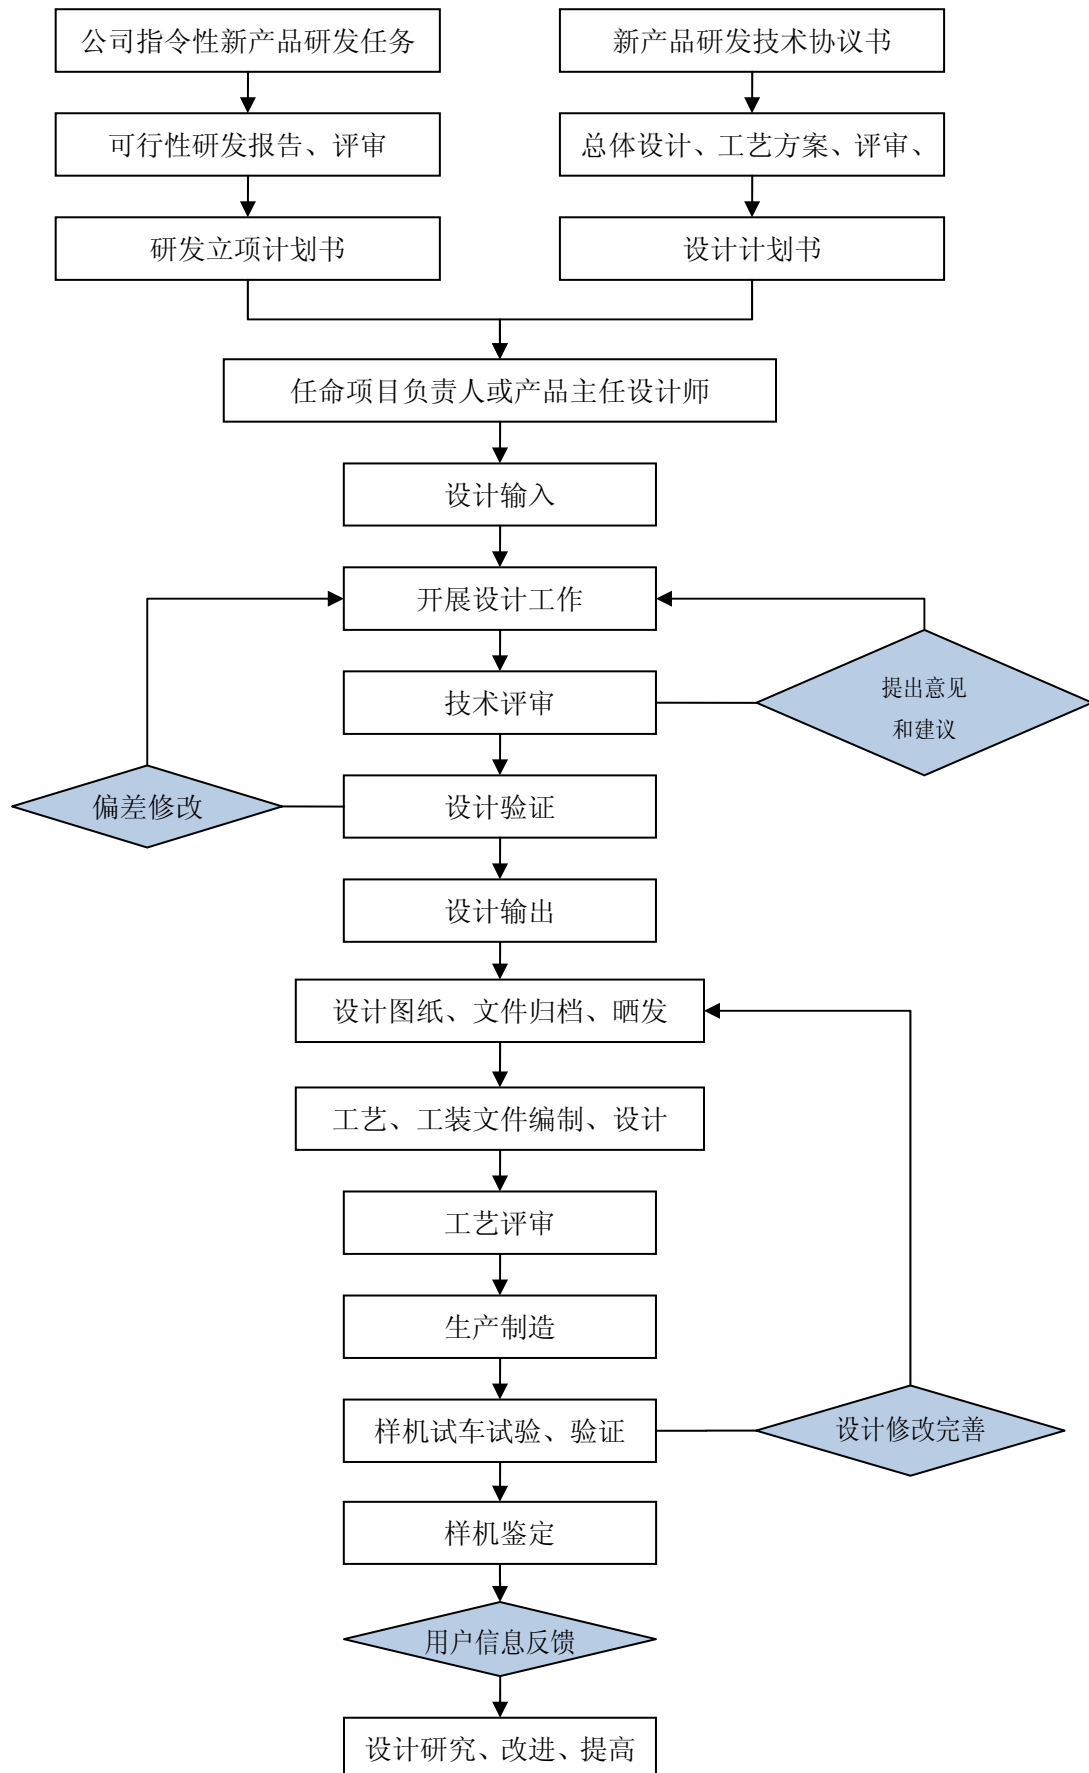 公司指令性新产品研发任务
新产品研发技术协议书
可行性研发报告、评审
总体设计、工艺方案、评审、
研发立项计划书
设计计划书
任命项目负责人或产品主任设计师
设计输入
开展设计工作
提出意见
和建议
技术评审
偏差修改
设计验证
设计输出
设计图纸、文件归档、晒发
工艺、工装文件编制、设计
工艺评审
生产制造
样机试车试验、验证
设计修改完善
样机鉴定
用户信息反馈
设计研究、改进、提高